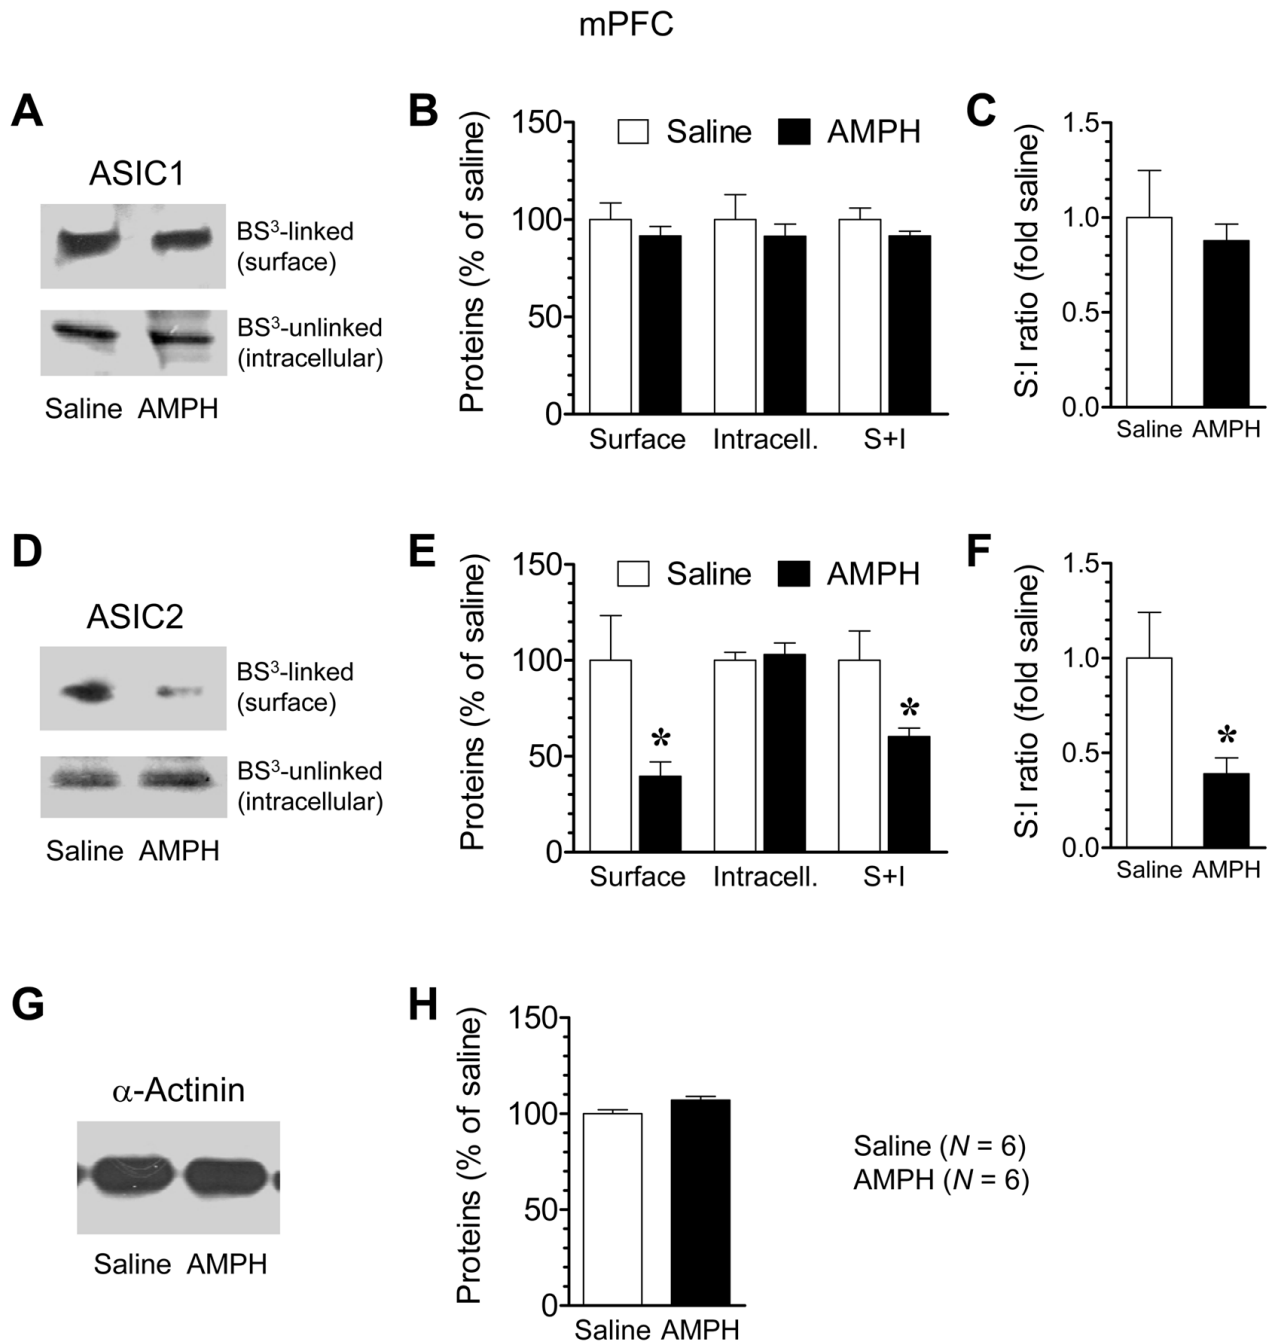 mPFC
A
ASIC1
BS³-linked
(surface)
BS³-unlinked
(intracellular)
Saline AMPH
B
Proteins (% of saline)
150
100
50
0
Saline AMPH
Surface Intracell. S+I
C
S:I ratio (fold saline)
1.5
1.0
0.5
0.0
Saline AMPH
D
ASIC2
BS³-linked
(surface)
BS³-unlinked
(intracellular)
Saline AMPH
E
Proteins (% of saline)
150
100
50
0
Saline AMPH
*
*
Surface Intracell. S+I
F
S:I ratio (fold saline)
1.5
1.0
0.5
0.0
*
Saline AMPH
G
α-Actinin
Saline AMPH
H
Proteins (% of saline)
150
100
50
0
Saline AMPH
Saline (N = 6)
AMPH (N = 6)